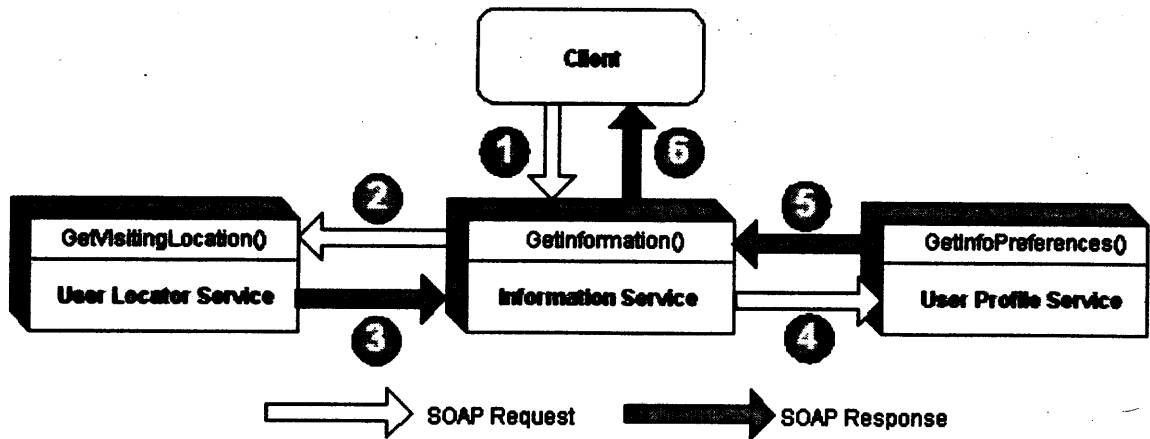 Client
1
6
2
5
GetVisitingLocation()
GetInformation()
GetInfoPreferences()
User Locator Service
Information Service
User Profile Service
3
4
SOAP Request
SOAP Response